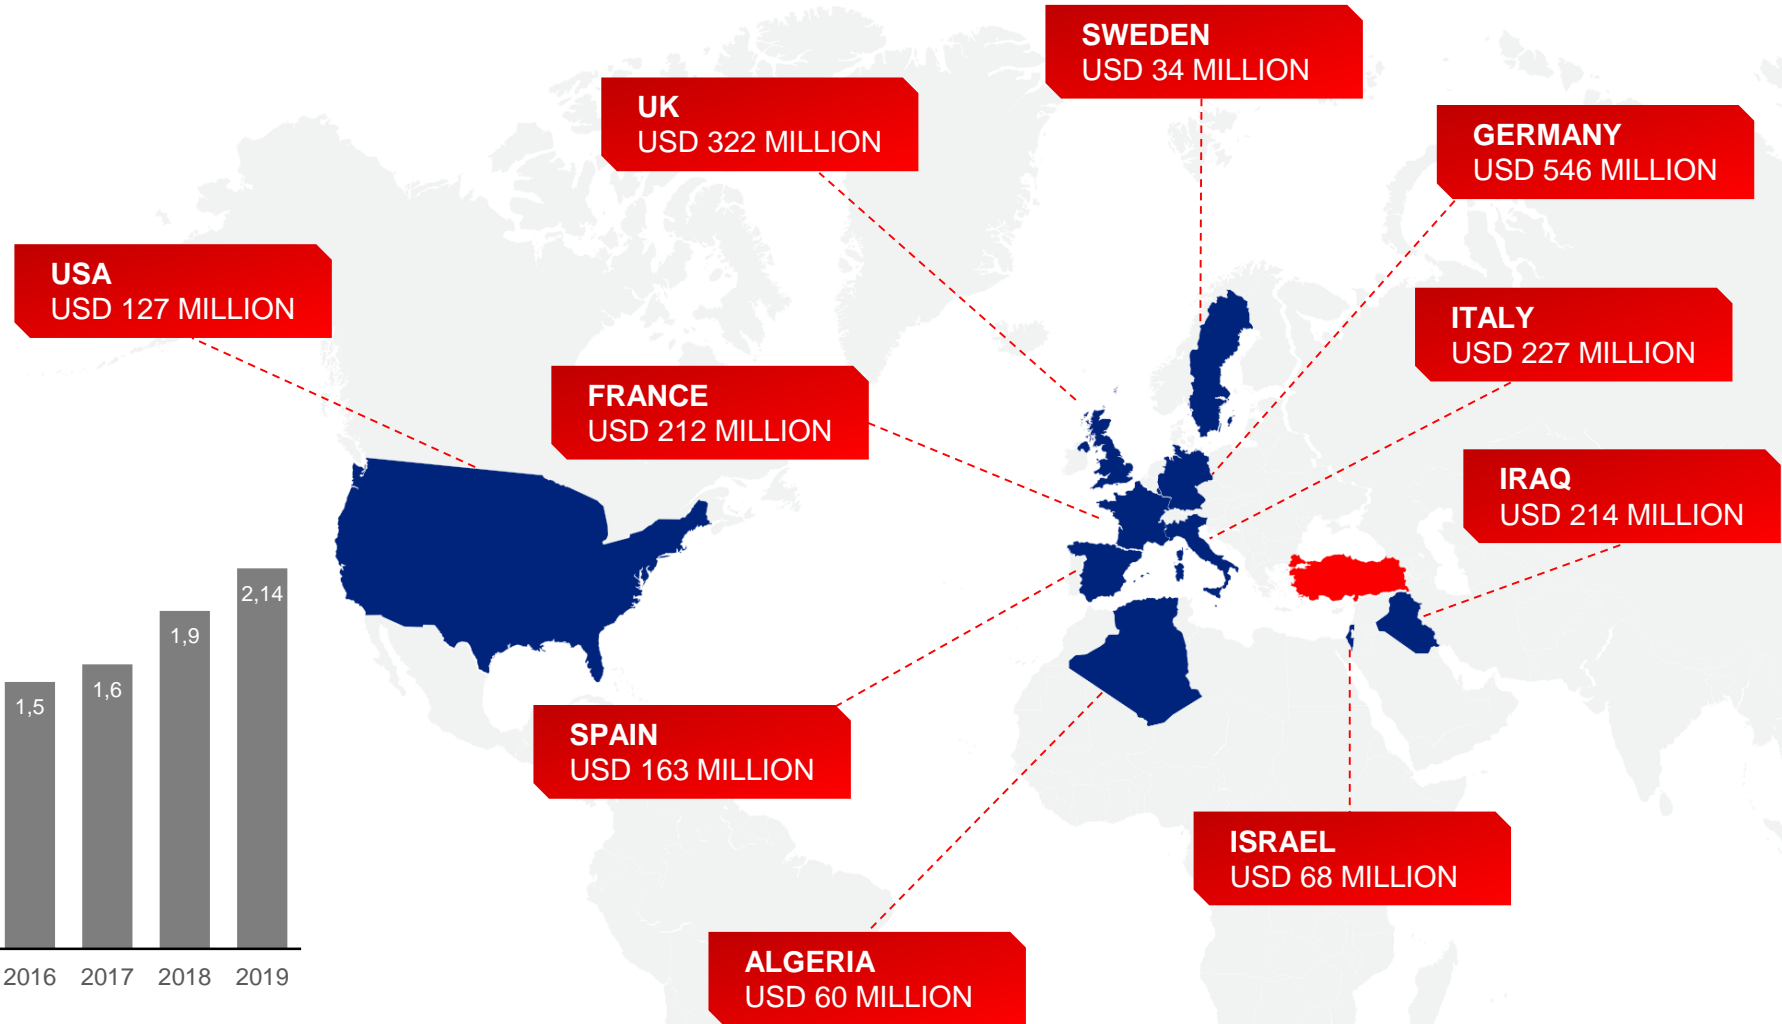 SWEDEN
USD 34 MILLION
UK
USD 322 MILLION
GERMANY
USD 546 MILLION
USA
USD 127 MILLION
ITALY
USD 227 MILLION
FRANCE
USD 212 MILLION
IRAQ
USD 214 MILLION
SPAIN
USD 163 MILLION
ISRAEL
USD 68 MILLION
ALGERIA
USD 60 MILLION
1,5
1,6
1,9
2,14
2016 2017 2018 2019